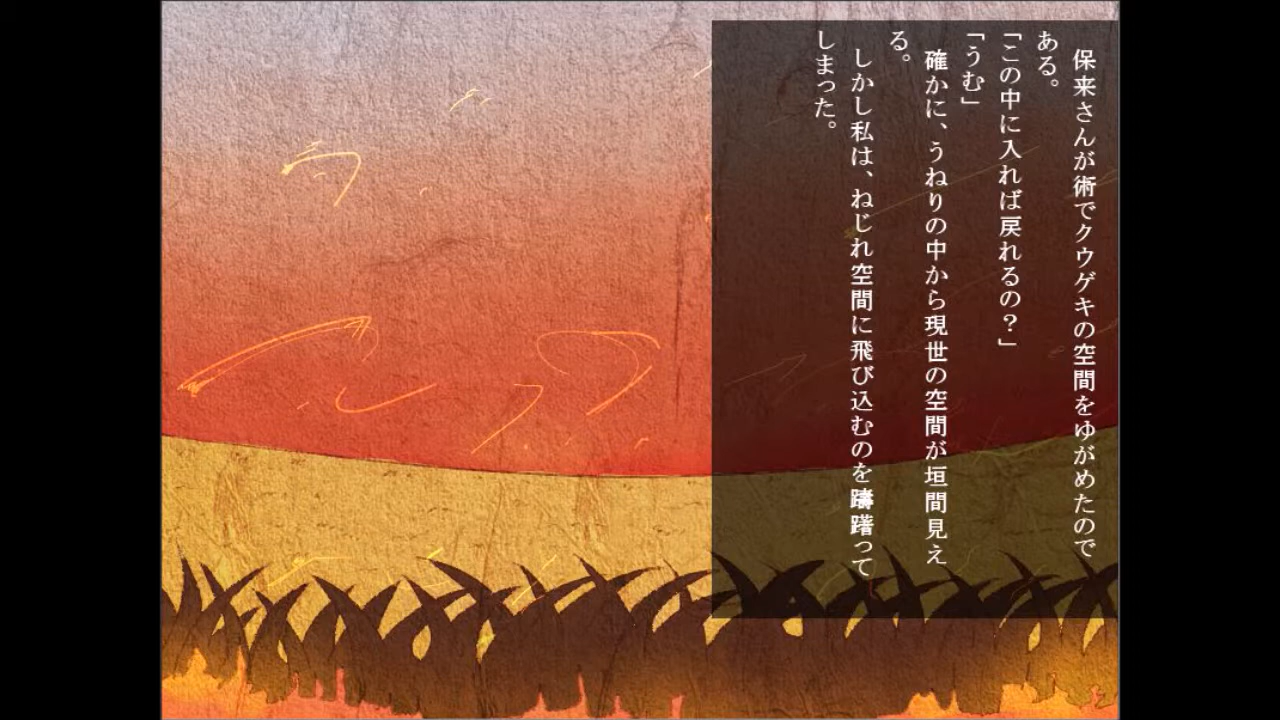 保来さんが術でクウゲキの空間をゆがめたので
ある。
「この中に入れば戻れるの？」
「うむ」
確かに、うねりの中から現世の空間が垣間見え
る。
しかし私は、ねじれ空間に飛び込むのを躊躇って
しまった。